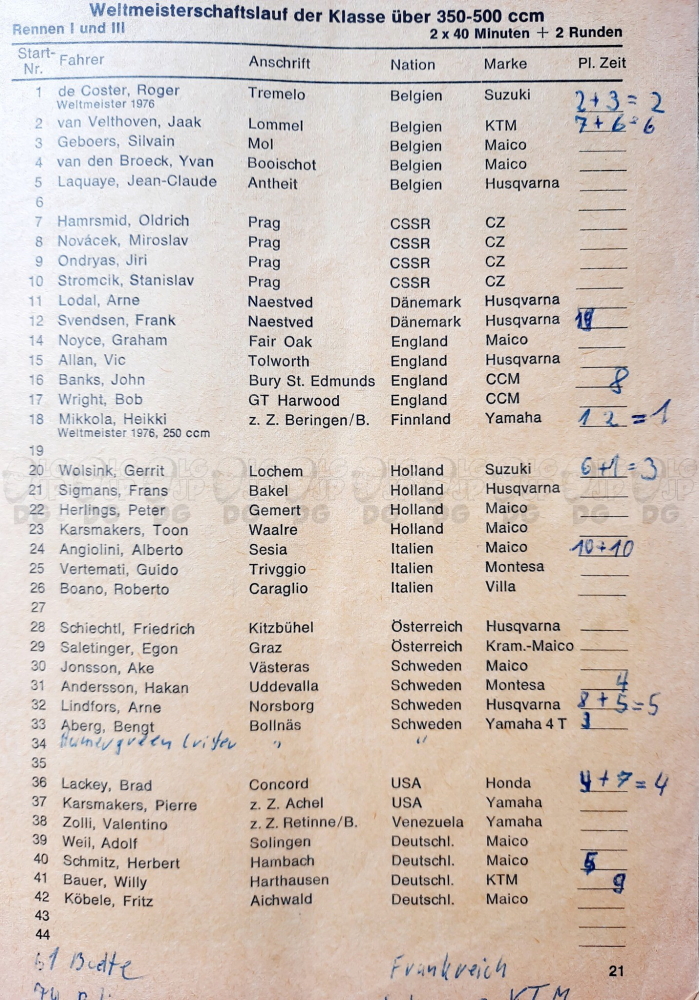 Weltmeisterschaftslauf der Klasse über 350-500 ccm
Rennen I und III 2 x 40 Minuten + 2 Runden
Start-Nr. Fahrer Anschrift Nation Marke Pl. Zeit
1 de Coster, Roger Tremelo Belgien Suzuki 2+3=2
Weltmeister 1976
2 van Velthoven, Jaak Lommel Belgien KTM 7+6=6
3 Geboers, Silvain Mol Belgien Maico
4 van den Broeck, Yvan Booischot Belgien Maico
5 Laquaye, Jean-Claude Antheit Belgien Husqvarna
6
7 Hamrsmid, Oldrich Prag CSSR CZ
8 Novácek, Miroslav Prag CSSR CZ
9 Ondryas, Jiri Prag CSSR CZ
10 Stromcik, Stanislav Prag CSSR CZ
11 Lodal, Arne Naestved Dänemark Husqvarna
12 Svendsen, Frank Naestved Dänemark Husqvarna
14 Noyce, Graham Fair Oak England Maico
15 Allan, Vic Tolworth England Husqvarna
16 Banks, John Bury St. Edmunds England CCM 8
17 Wright, Bob GT Harwood England CCM
18 Mikkola, Heikki z. Z. Beringen/B. Finnland Yamaha 1 2 = 1
Weltmeister 1976, 250 ccm
19
20 Wolsink, Gerrit Lochem Holland Suzuki 6+1=3
21 Sigmans, Frans Bakel Holland Husqvarna
22 Herlings, Peter Gemert Holland Maico
23 Karsmakers, Toon Waalre Holland Maico
24 Angiolini, Alberto Sesia Italien Maico 10+10
25 Vertemati, Guido Trivggio Italien Montesa
26 Boano, Roberto Caraglio Italien Villa
27
28 Schiechtl, Friedrich Kitzbühel Österreich Husqvarna
29 Saletinger, Egon Graz Österreich Kram.-Maico
30 Jonsson, Ake Västeras Schweden Maico
31 Andersson, Hakan Uddevalla Schweden Montesa 4
32 Lindfors, Arne Norsborg Schweden Husqvarna 8+5=5
33 Aberg, Bengt Bollnäs Schweden Yamaha 4 T 3
34 " "
35
36 Lackey, Brad Concord USA Honda 4+7=4
37 Karsmakers, Pierre z. Z. Achel USA Yamaha
38 Zolli, Valentino z. Z. Retinne/B. Venezuela Yamaha
39 Weil, Adolf Solingen Deutschl. Maico
40 Schmitz, Herbert Hambach Deutschl. Maico 5
41 Bauer, Willy Harthausen Deutschl. KTM 9
42 Köbele, Fritz Aichwald Deutschl. Maico
43
44
61 Frankreich
21
KTM